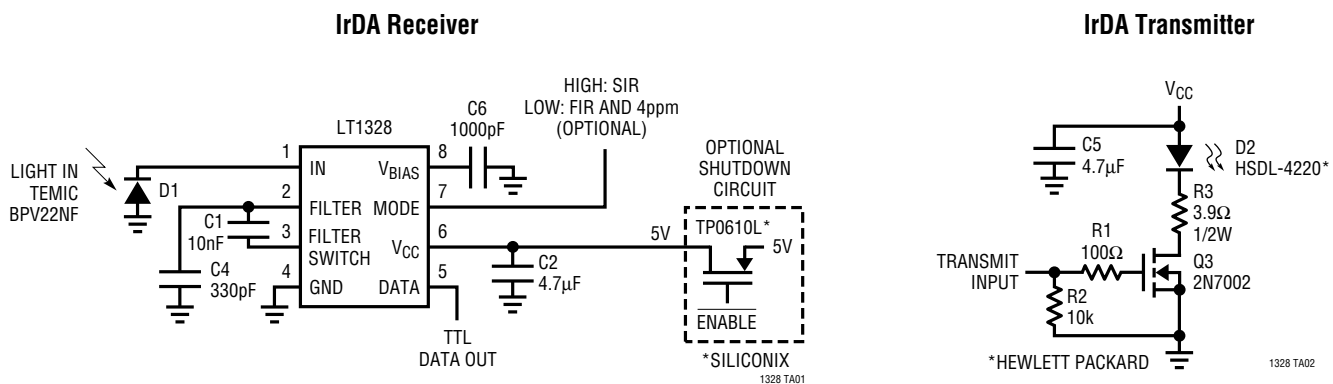 IrDA Receiver
LIGHT IN
TEMIC
BPV22NF
D1
C1
10nF
C4
330pF
LT1328
1
IN
2
FILTER
3
FILTER
SWITCH
4
GND
8
VBIAS
7
MODE
6
VCC
5
DATA
C6
1000pF
HIGH: SIR
LOW: FIR AND 4ppm
(OPTIONAL)
C2
4.7µF
TTL
DATA OUT
5V
OPTIONAL
SHUTDOWN
CIRCUIT
TP0610L*
5V
ENABLE
*SILICONIX
1328 TA01
IrDA Transmitter
VCC
C5
4.7µF
D2
HSDL-4220*
R3
3.9Ω
1/2W
R1
100Ω
TRANSMIT
INPUT
Q3
2N7002
R2
10k
*HEWLETT PACKARD
1328 TA02